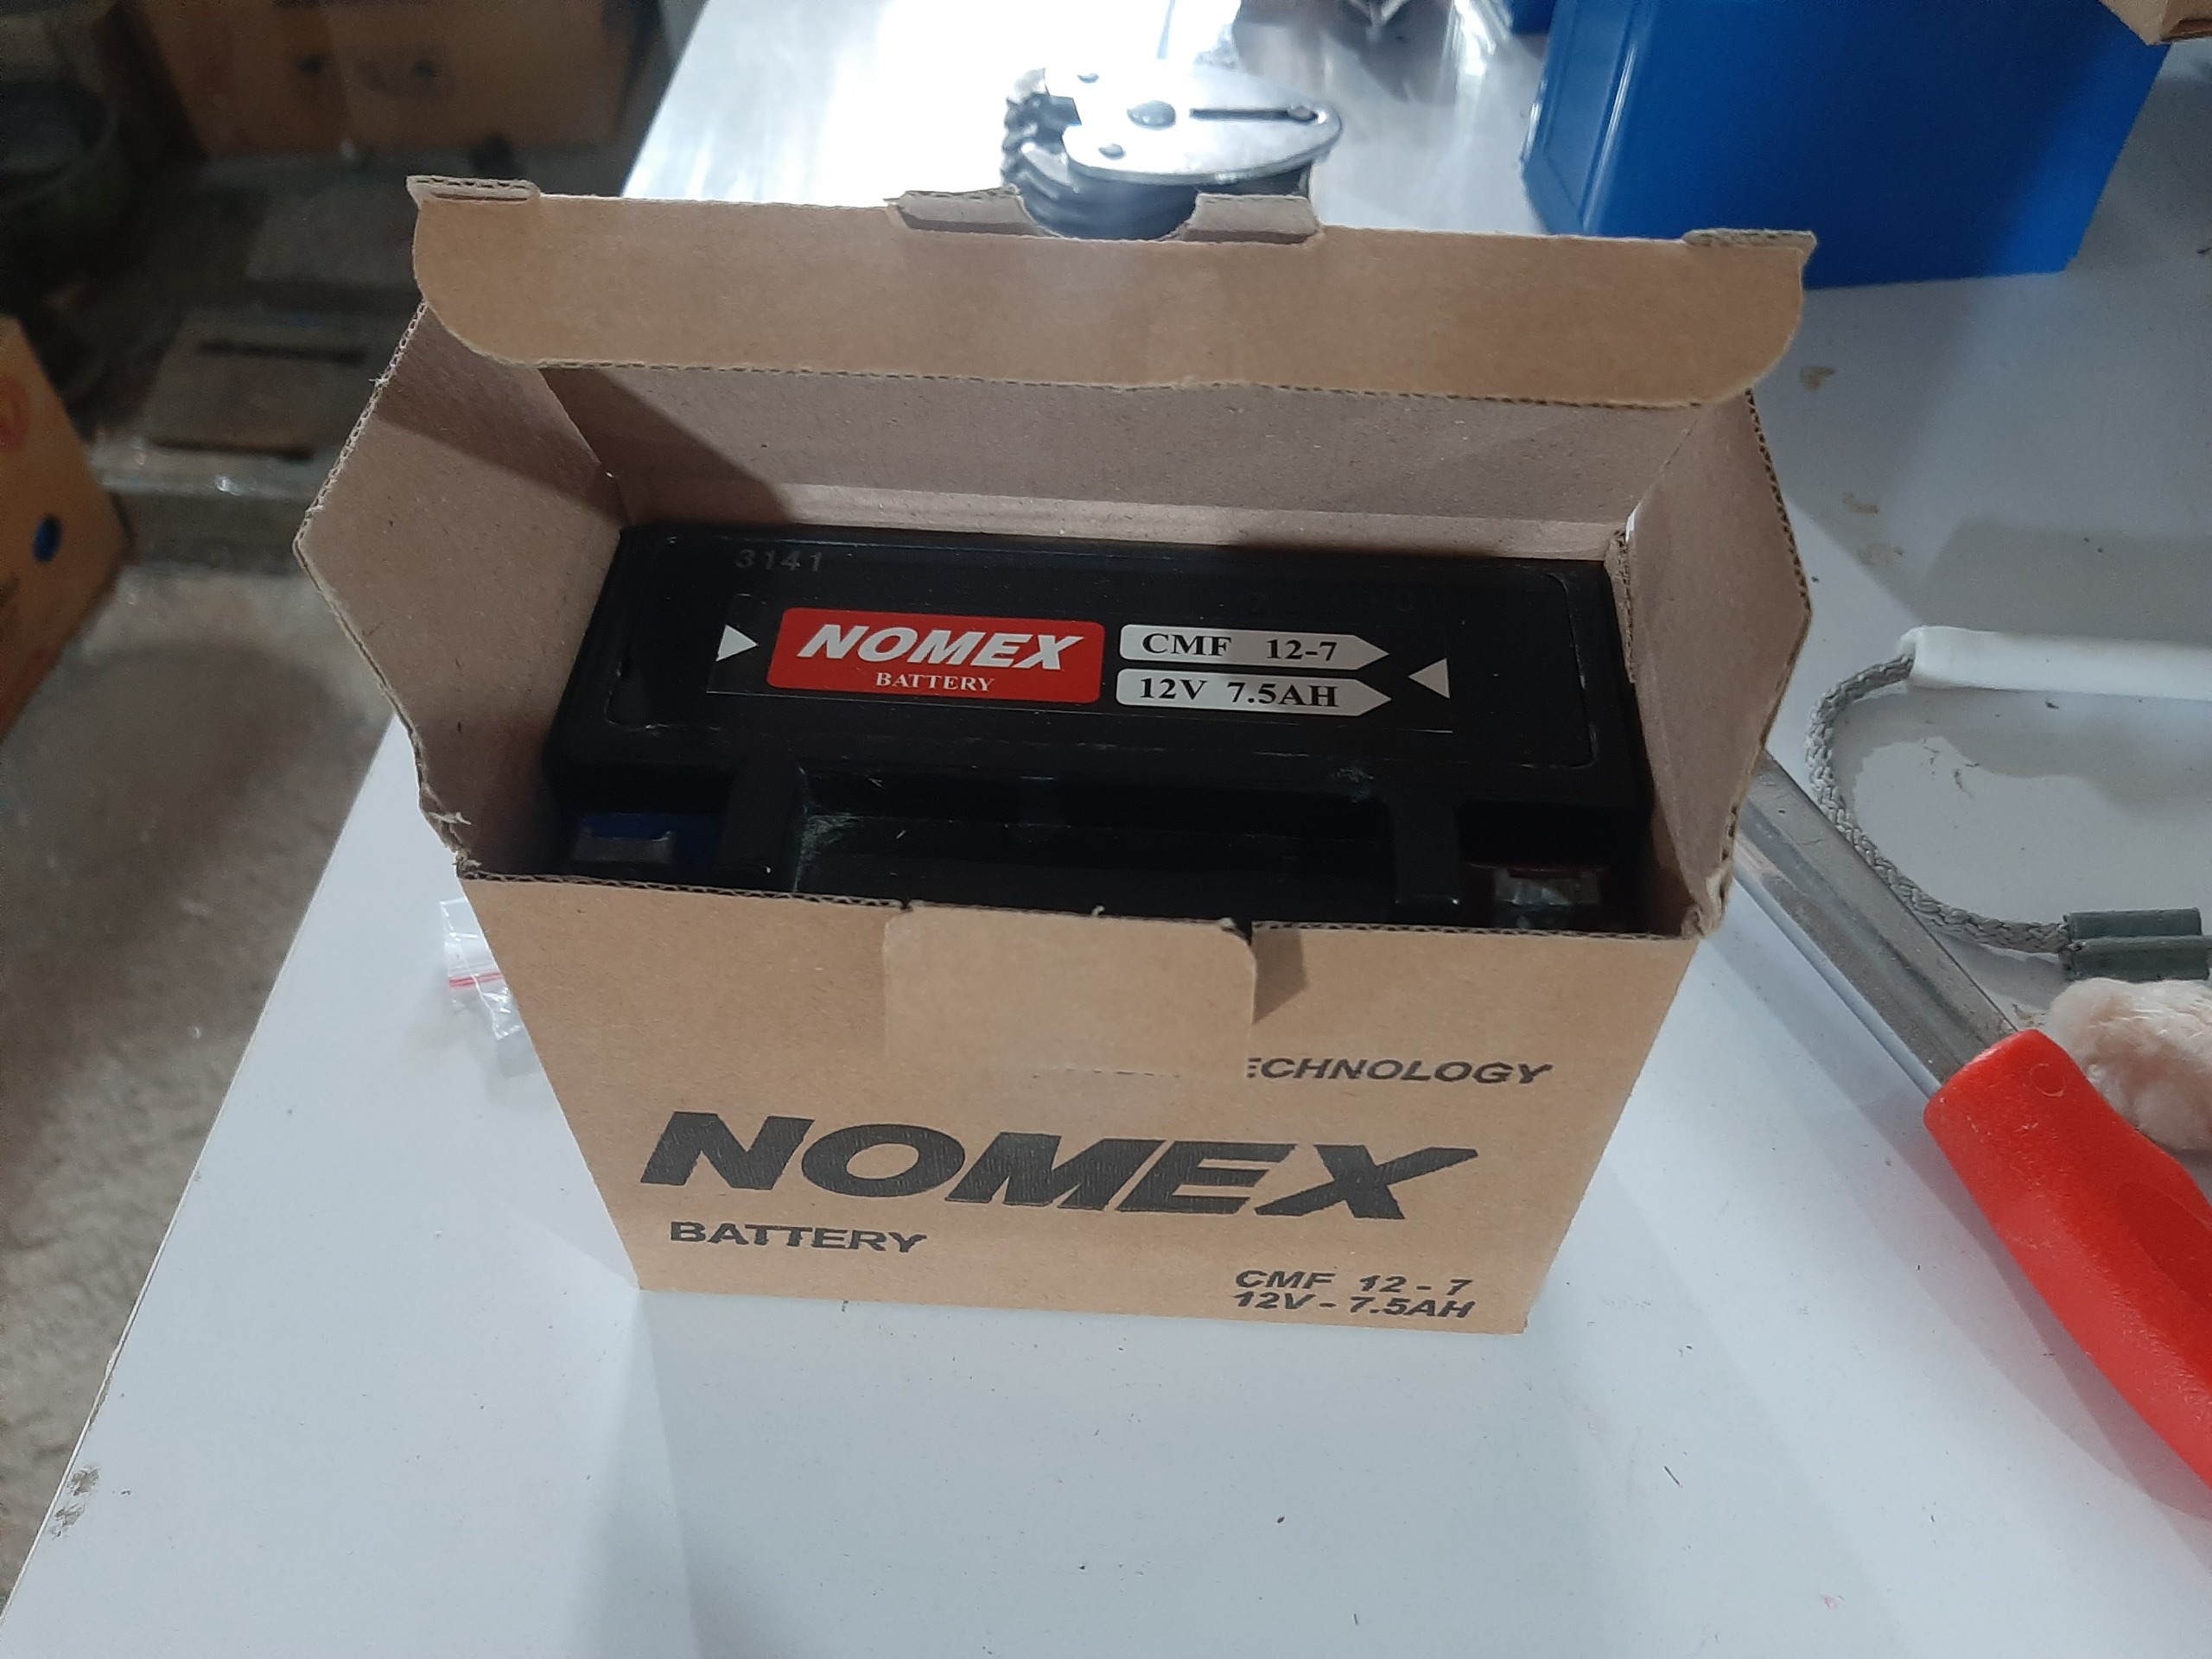 3141
NOMEX
BATTERY
CMF 12-7
12V 7.5AH
ECHNOLOGY
NOMEX
BATTERY
CMF 12 - 7
12V - 7.5AH